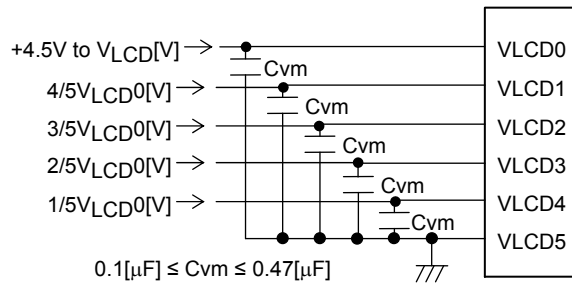 +4.5V to VLCD[V]
VLCD0
Cvm
4/5VLCD0[V]
VLCD1
Cvm
3/5VLCD0[V]
VLCD2
Cvm
2/5VLCD0[V]
VLCD3
Cvm
1/5VLCD0[V]
VLCD4
Cvm
VLCD5
0.1[μF] ≤ Cvm ≤ 0.47[μF]